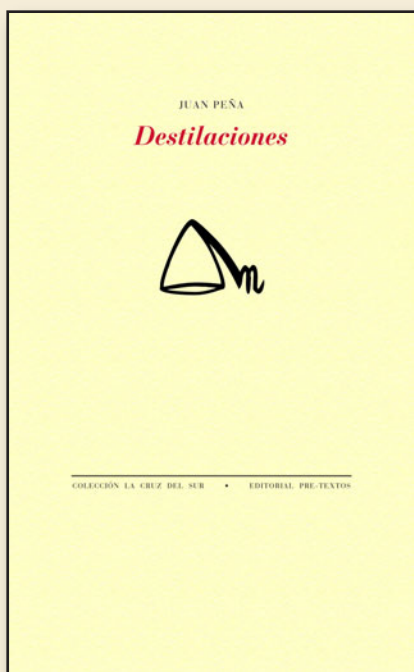 JUAN PEÑA
Destilaciones
COLECCIÓN LA CRUZ DEL SUR • EDITORIAL PRE-TEXTOS